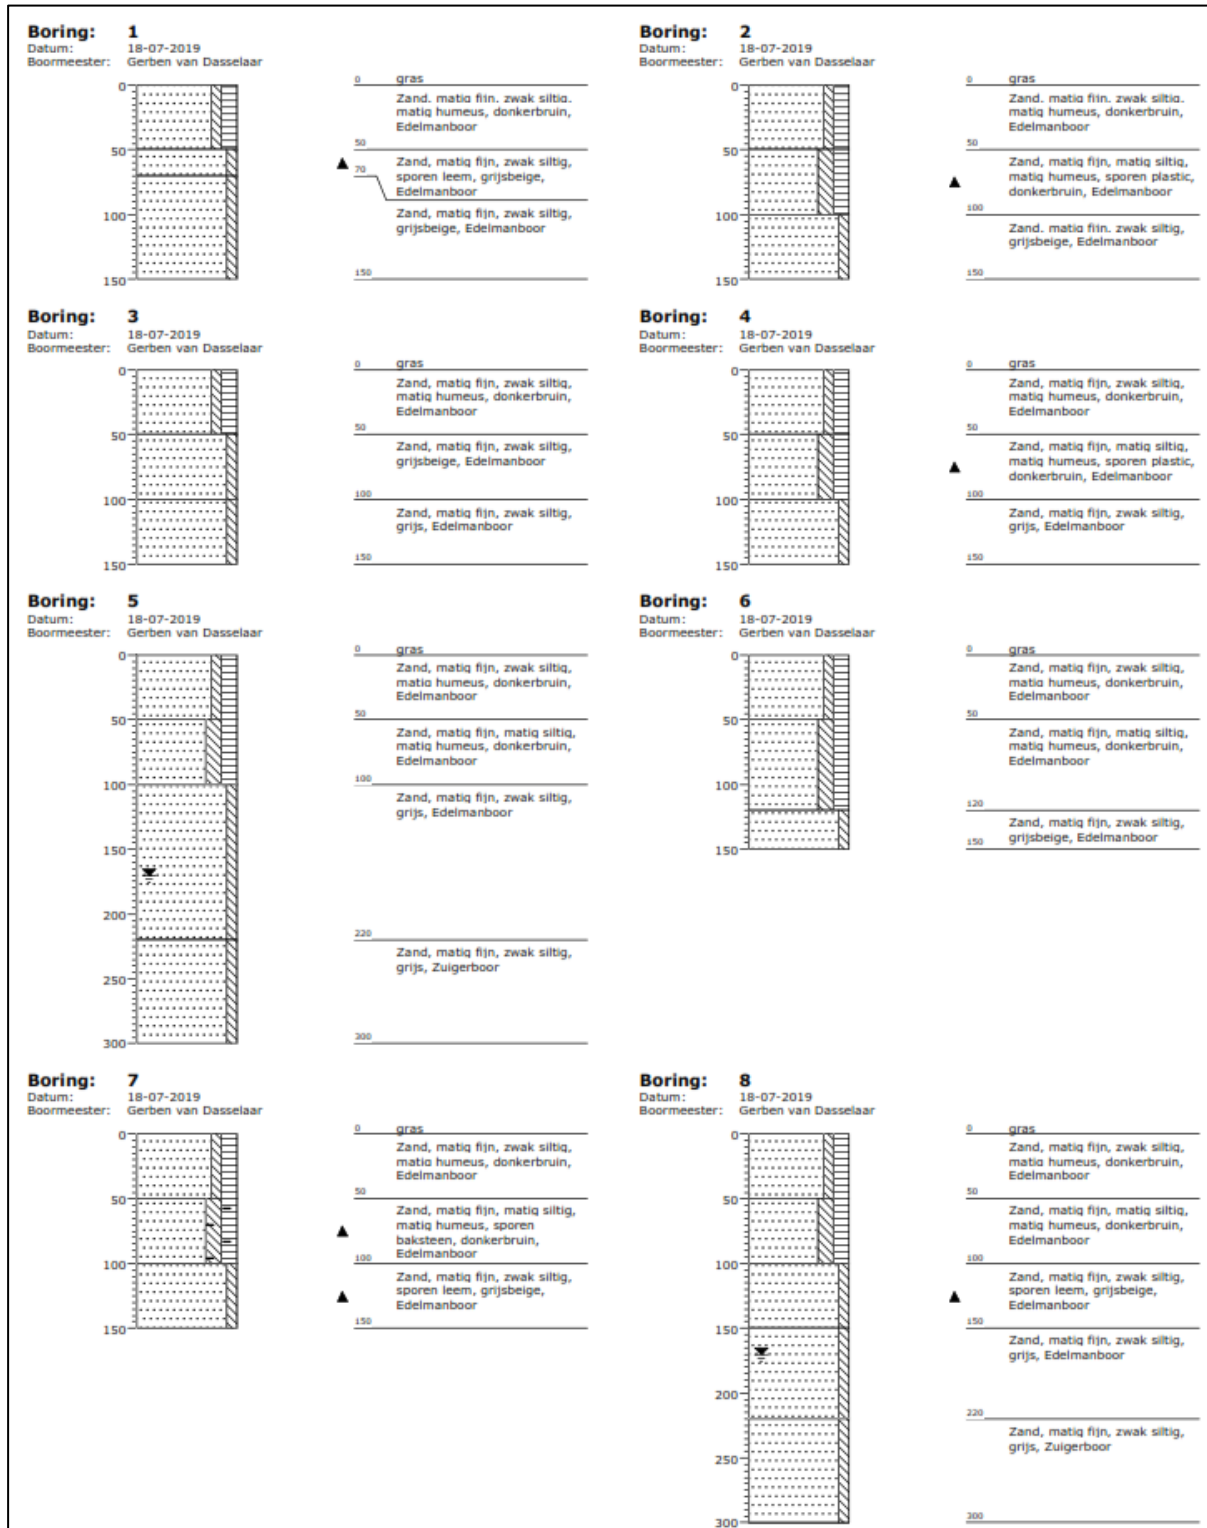 Boring: 1
Datum: 18-07-2019
Boormeester: Gerben van Dasselaar
0
50
100
150
0 gras
Zand, matig fijn, zwak siltig,
matig humeus, donkerbruin,
Edelmanboor
50
Zand, matig fijn, zwak siltig,
sporen leem, grijsbeige,
Edelmanboor
70
Zand, matig fijn, zwak siltig,
grijsbeige, Edelmanboor
150
Boring: 2
Datum: 18-07-2019
Boormeester: Gerben van Dasselaar
0
50
100
150
0 gras
Zand, matig fijn, zwak siltig,
matig humeus, donkerbruin,
Edelmanboor
50
Zand, matig fijn, matig siltig,
matig humeus, sporen plastic,
donkerbruin, Edelmanboor
100
Zand, matig fijn, zwak siltig,
grijsbeige, Edelmanboor
150
Boring: 3
Datum: 18-07-2019
Boormeester: Gerben van Dasselaar
0
50
100
150
0 gras
Zand, matig fijn, zwak siltig,
matig humeus, donkerbruin,
Edelmanboor
50
Zand, matig fijn, zwak siltig,
grijsbeige, Edelmanboor
100
Zand, matig fijn, zwak siltig,
grijs, Edelmanboor
150
Boring: 4
Datum: 18-07-2019
Boormeester: Gerben van Dasselaar
0
50
100
150
0 gras
Zand, matig fijn, zwak siltig,
matig humeus, donkerbruin,
Edelmanboor
50
Zand, matig fijn, matig siltig,
matig humeus, sporen plastic,
donkerbruin, Edelmanboor
100
Zand, matig fijn, zwak siltig,
grijs, Edelmanboor
150
Boring: 5
Datum: 18-07-2019
Boormeester: Gerben van Dasselaar
0
50
100
150
200
250
300
0 gras
Zand, matig fijn, zwak siltig,
matig humeus, donkerbruin,
Edelmanboor
50
Zand, matig fijn, matig siltig,
matig humeus, donkerbruin,
Edelmanboor
100
Zand, matig fijn, zwak siltig,
grijs, Edelmanboor
220
Zand, matig fijn, zwak siltig,
grijs, Zuigerboor
300
Boring: 6
Datum: 18-07-2019
Boormeester: Gerben van Dasselaar
0
50
100
150
0 gras
Zand, matig fijn, zwak siltig,
matig humeus, donkerbruin,
Edelmanboor
50
Zand, matig fijn, matig siltig,
matig humeus, donkerbruin,
Edelmanboor
120
Zand, matig fijn, zwak siltig,
grijsbeige, Edelmanboor
150
Boring: 7
Datum: 18-07-2019
Boormeester: Gerben van Dasselaar
0
50
100
150
0 gras
Zand, matig fijn, zwak siltig,
matig humeus, donkerbruin,
Edelmanboor
50
Zand, matig fijn, matig siltig,
matig humeus, sporen
baksteen, donkerbruin,
Edelmanboor
100
Zand, matig fijn, zwak siltig,
sporen leem, grijsbeige,
Edelmanboor
150
Boring: 8
Datum: 18-07-2019
Boormeester: Gerben van Dasselaar
0
50
100
150
200
250
300
0 gras
Zand, matig fijn, zwak siltig,
matig humeus, donkerbruin,
Edelmanboor
50
Zand, matig fijn, matig siltig,
matig humeus, donkerbruin,
Edelmanboor
100
Zand, matig fijn, zwak siltig,
sporen leem, grijsbeige,
Edelmanboor
150
Zand, matig fijn, zwak siltig,
grijs, Edelmanboor
220
Zand, matig fijn, zwak siltig,
grijs, Zuigerboor
300